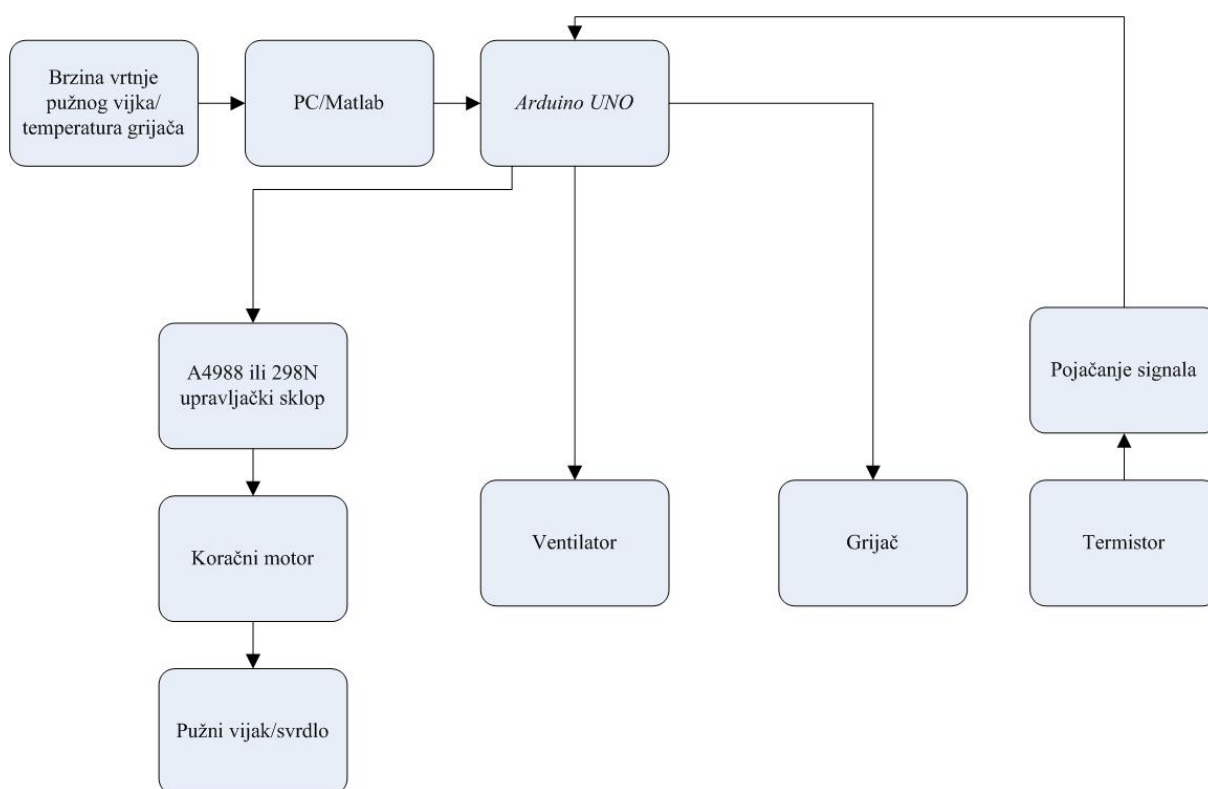 Brzina vrtnje
pužnog vijka/
temperatura grijača
PC/Matlab
Arduino UNO
A4988 ili 298N
upravljački sklop
Pojačanje signala
Koračni motor
Ventilator
Grijač
Termistor
Pužni vijak/svrdlo